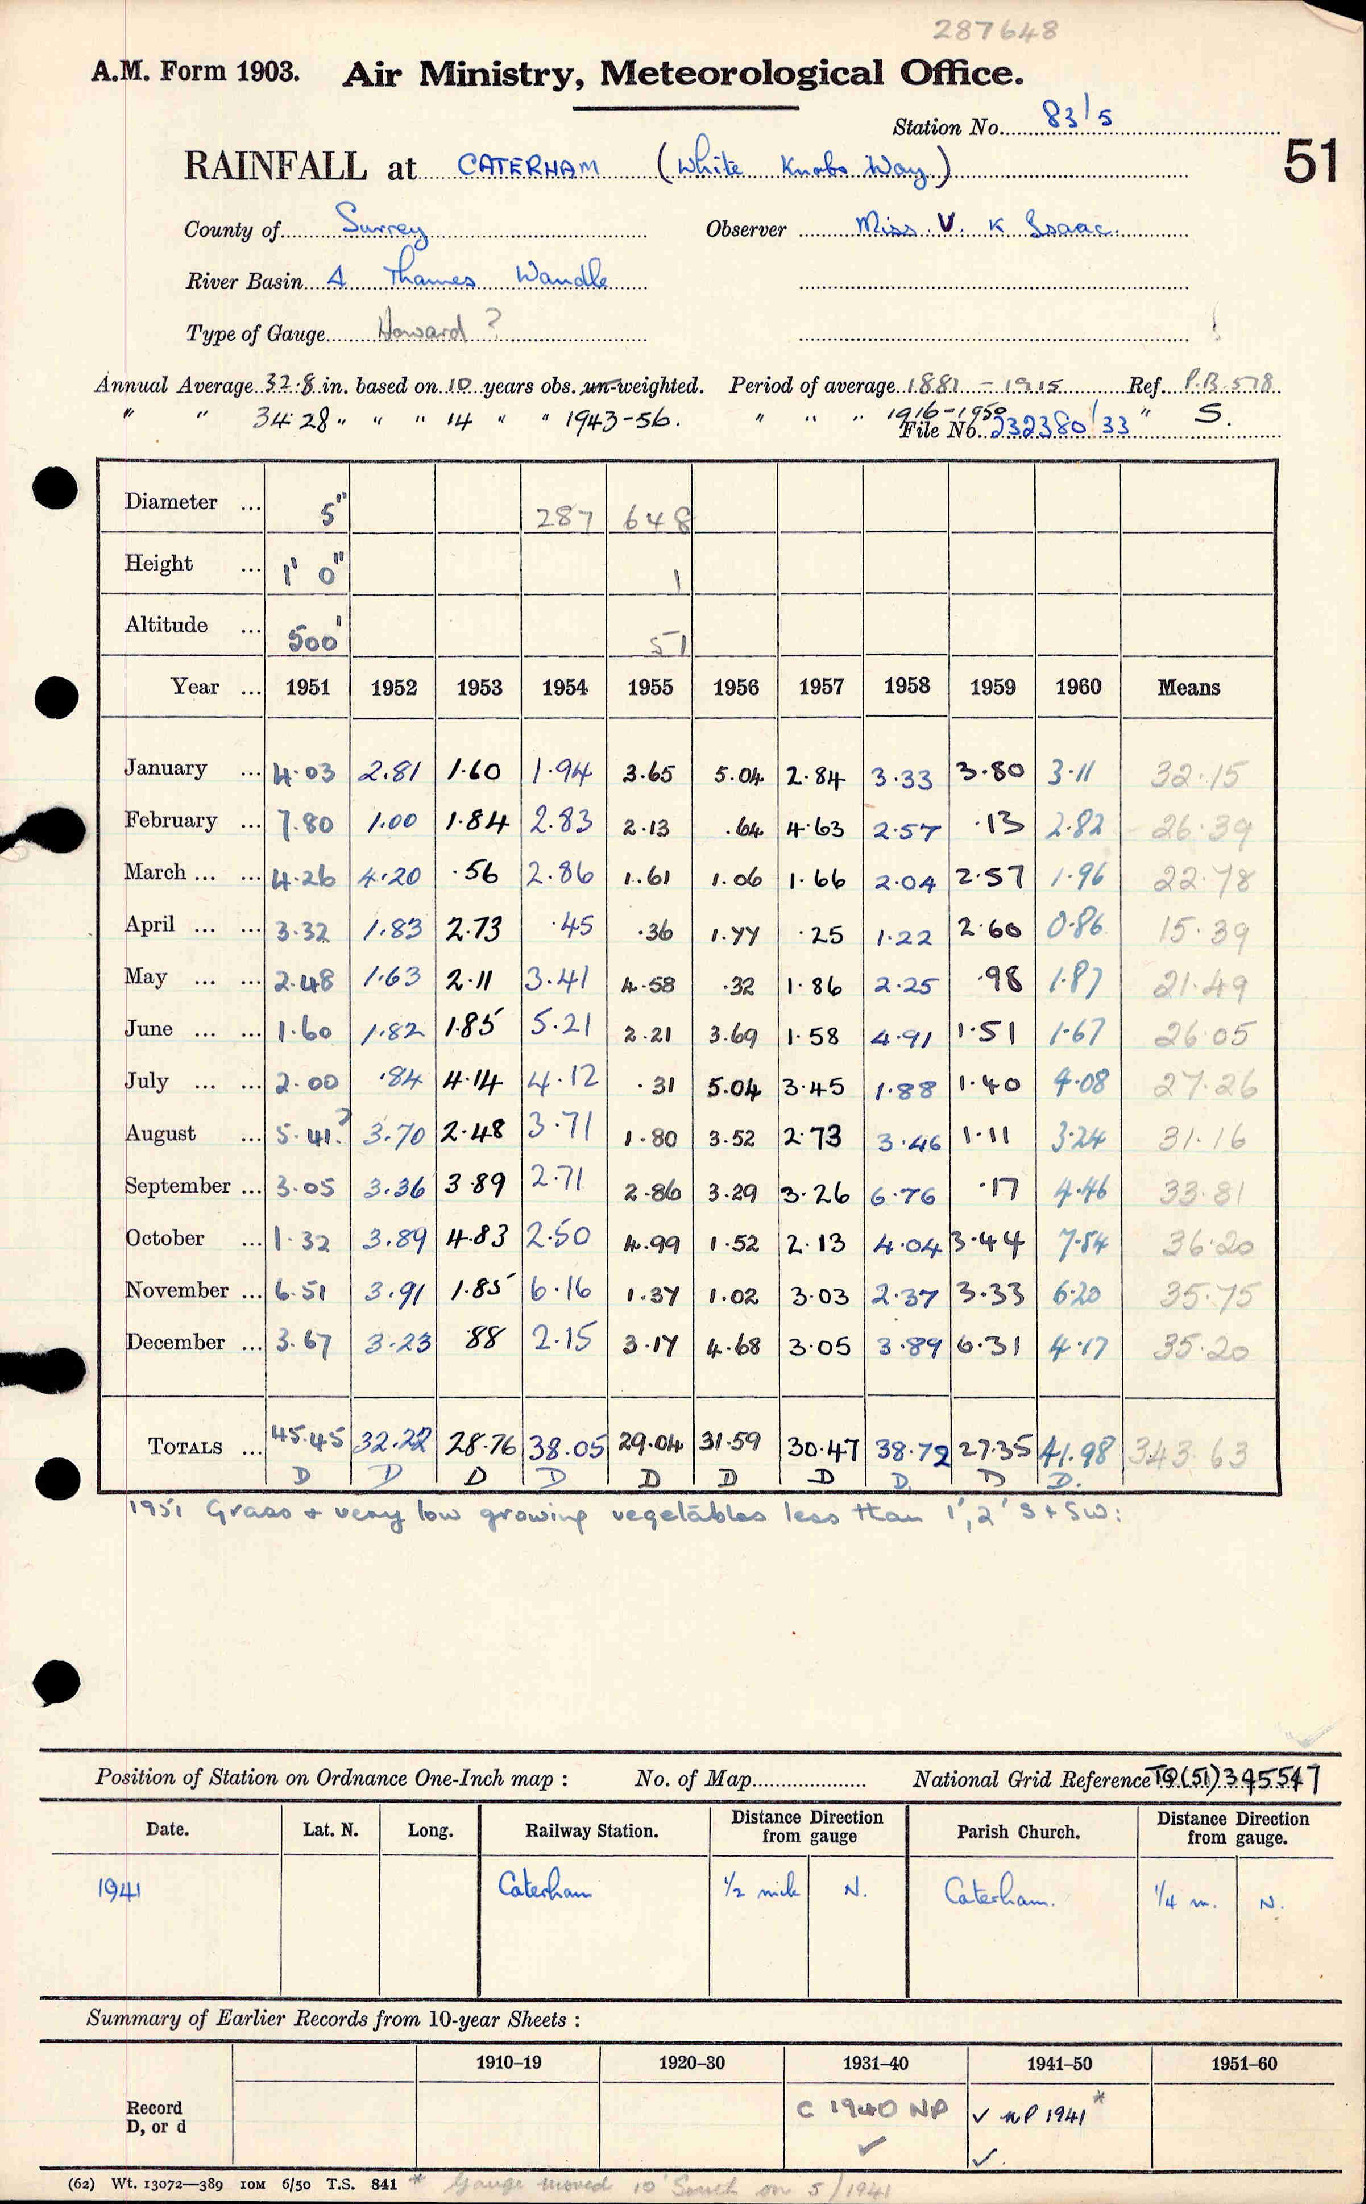 287648
A.M. Form 1903. Air Ministry, Meteorological Office.
Station No. 83/5
RAINFALL at CATERHAM (White Knobs Way)
51
County of Surrey Observer Miss. V. K Isaac.
River Basin A Thames Wandle
Type of Gauge Howard ?
Annual Average 32.8 in. based on 10 years obs. un-weighted. Period of average 1881 - 1915 Ref. P.B. 578
" " 34.28 " " " 14 " " 1943-56. " " " 1916-1950 " S.
File No. 232380/33
Diameter ... 5" 287 648
Height ... 1' 0" 1
Altitude ... 500' 51
Year ... 1951 1952 1953 1954 1955 1956 1957 1958 1959 1960 Means
January ... 4.03 2.81 1.60 1.94 3.65 5.04 2.84 3.33 3.80 3.11 32.15
February ... 7.80 1.00 1.84 2.83 2.13 .64 4.63 2.57 .13 2.82 26.39
March ... ... 4.26 4.20 .56 2.86 1.61 1.06 1.66 2.04 2.57 1.96 22.78
April ... ... 3.32 1.83 2.73 .45 .36 1.77 .25 1.22 2.60 0.86 15.39
May ... ... 2.48 1.63 2.11 3.41 4.58 .32 1.86 2.25 .98 1.87 21.49
June ... ... 1.60 1.82 1.85 5.21 2.21 3.69 1.58 4.91 1.51 1.67 26.05
July ... ... 2.00 .84 4.14 4.12 .31 5.04 3.45 1.88 1.40 4.08 27.26
August ... 5.41? 3.70 2.48 3.71 1.80 3.52 2.73 3.46 1.11 3.24 31.16
September ... 3.05 3.36 3.89 2.71 2.86 3.29 3.26 6.76 .17 4.46 33.81
October ... 1.32 3.89 4.83 2.50 4.99 1.52 2.13 4.04 3.44 7.54 36.20
November ... 6.51 3.91 1.85 6.16 1.37 1.02 3.03 2.37 3.33 6.20 35.75
December ... 3.67 3.23 .88 2.15 3.17 4.68 3.05 3.89 6.31 4.17 35.20
TOTALS ... 45.45 32.22 28.76 38.05 29.04 31.59 30.47 38.72 27.35 41.98 343.63
D D D D D D D D. D D.
1951 Grass & very low growing vegetables less than 1', 2' S + SW:
Position of Station on Ordnance One-Inch map : No. of Map National Grid Reference TQ(51)345547
Date. Lat. N. Long. Railway Station. Distance Direction from gauge Parish Church. Distance Direction from gauge.
1941 Caterham 1/2 mile N. Caterham. 1/4 m. N.
Summary of Earlier Records from 10-year Sheets :
1910-19 1920-30 1931-40 1941-50 1951-60
Record D, or d C 1940 NP ✓ ✓ NP 1941* ✓.
(62) Wt. 13072—389 10M 6/50 T.S. 841 * Gauge moved 10' South on 5/1941